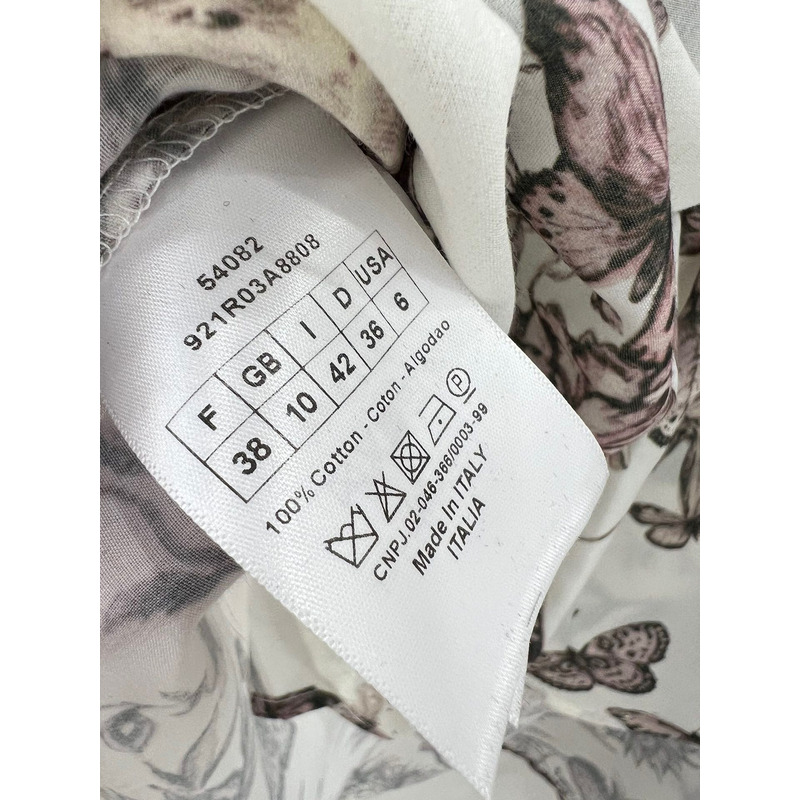 54082
921R03A8808
F GB I D USA
38 10 42 36 6
100% Cotton - Coton - Algodao
P
CNPJ.02-046-366/0003-99
Made In ITALY
ITALIA